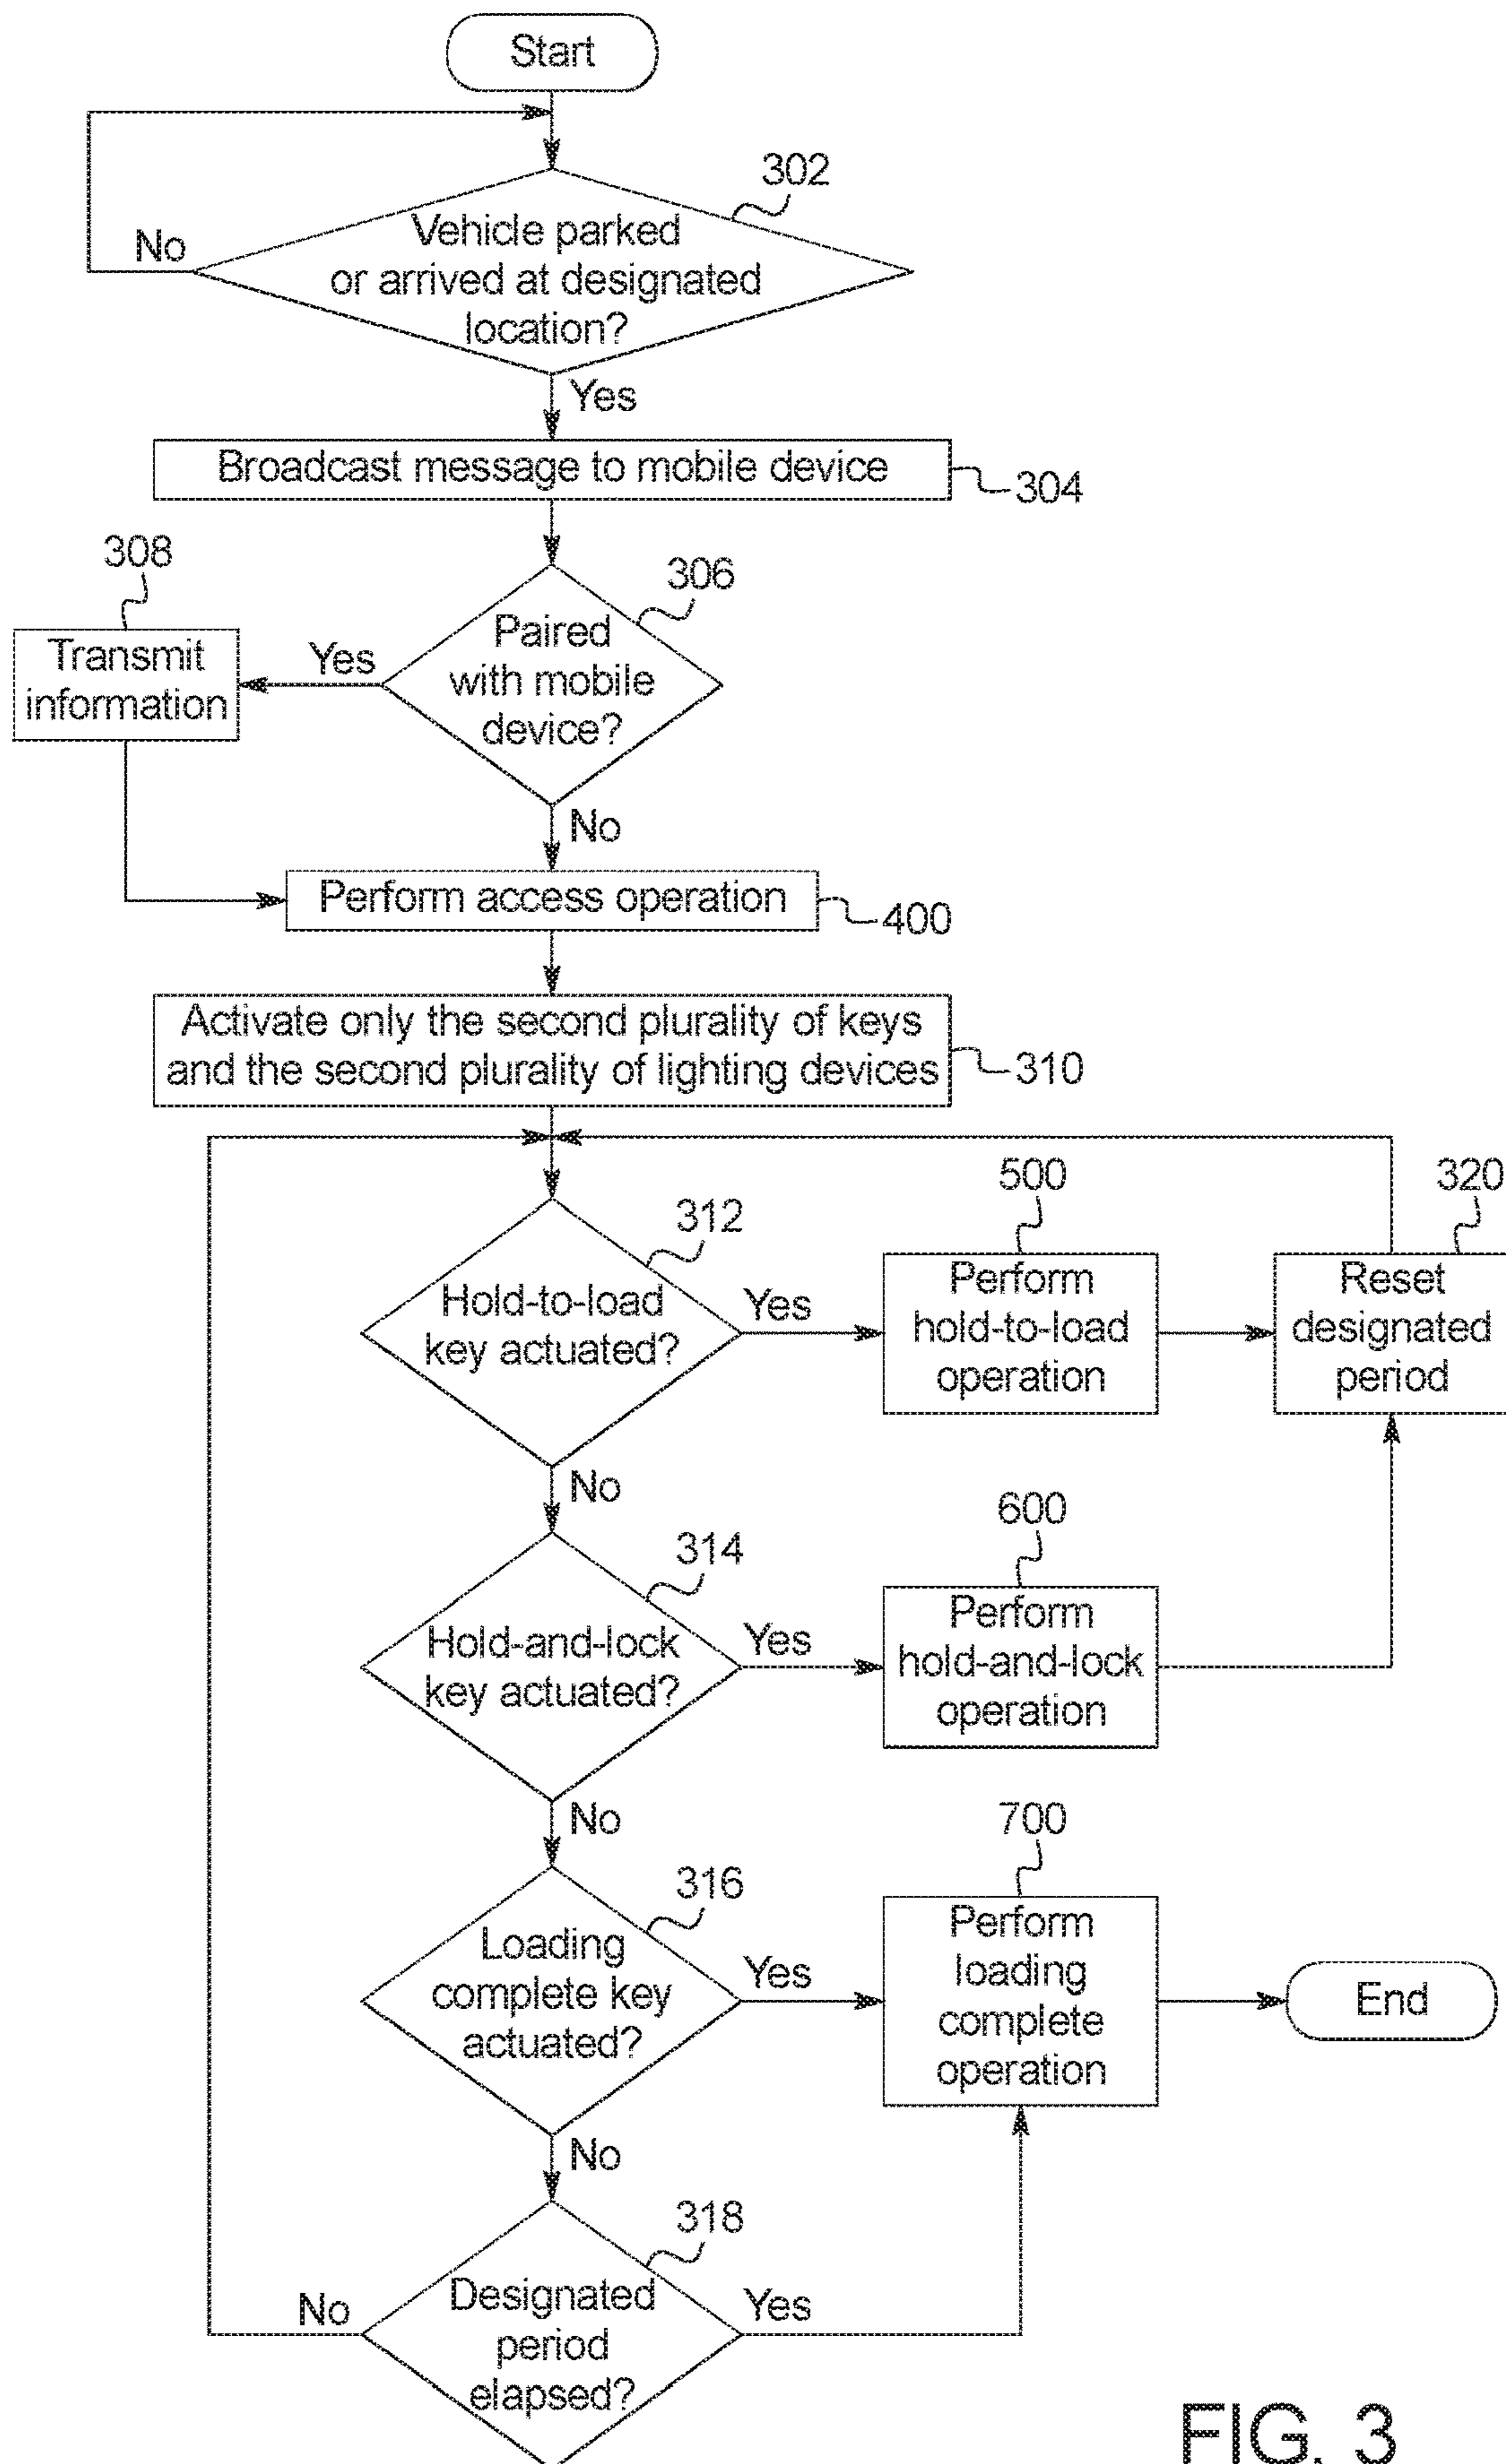 Start
302
Vehicle parked
or arrived at designated
location?
No
Yes
Broadcast message to mobile device
304
308
306
Transmit
information
Yes
Paired
with mobile
device?
No
Perform access operation
400
Activate only the second plurality of keys
and the second plurality of lighting devices
310
312
500
320
Hold-to-load
key actuated?
Yes
Perform
hold-to-load
operation
Reset
designated
period
No
314
600
Hold-and-lock
key actuated?
Yes
Perform
hold-and-lock
operation
No
316
700
Loading
complete key
actuated?
Yes
Perform
loading
complete
operation
End
No
318
Designated
period
elapsed?
No
Yes
FIG. 3